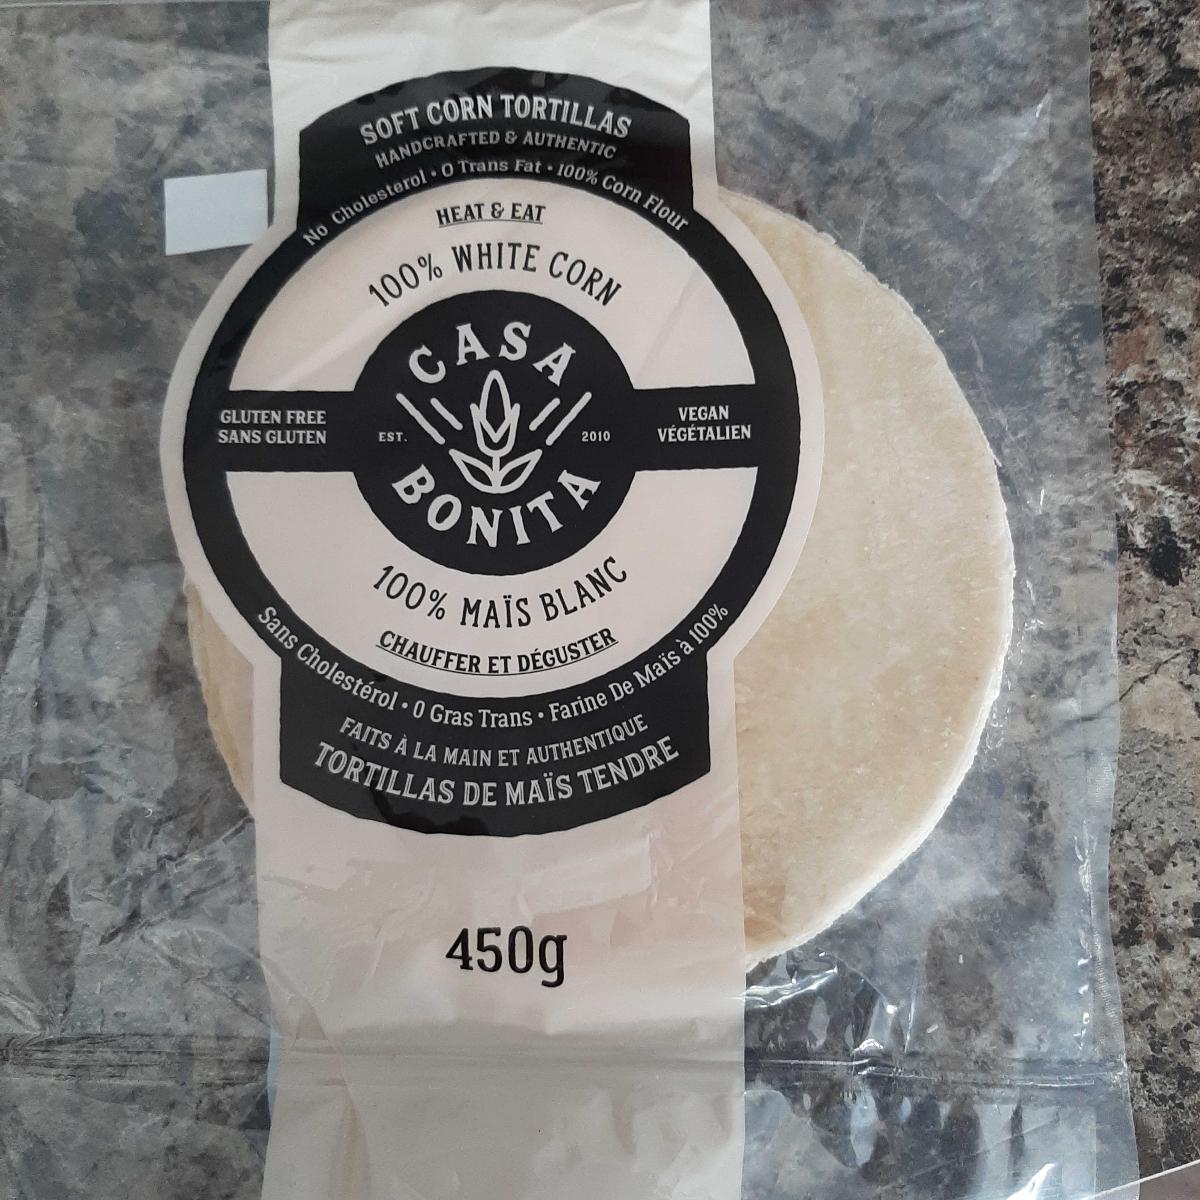 SOFT CORN TORTILLAS
HANDCRAFTED & AUTHENTIC
No Cholesterol • 0 Trans Fat • 100% Corn Flour
HEAT & EAT
100% WHITE CORN
CASA
GLUTEN FREE
SANS GLUTEN
EST.
2010
VEGAN
VÉGÉTALIEN
BONITA
100% MAÏS BLANC
CHAUFFER ET DÉGUSTER
Sans Cholestérol • 0 Gras Trans • Farine De Maïs à 100%
FAITS À LA MAIN ET AUTHENTIQUE
TORTILLAS DE MAÏS TENDRE
450g